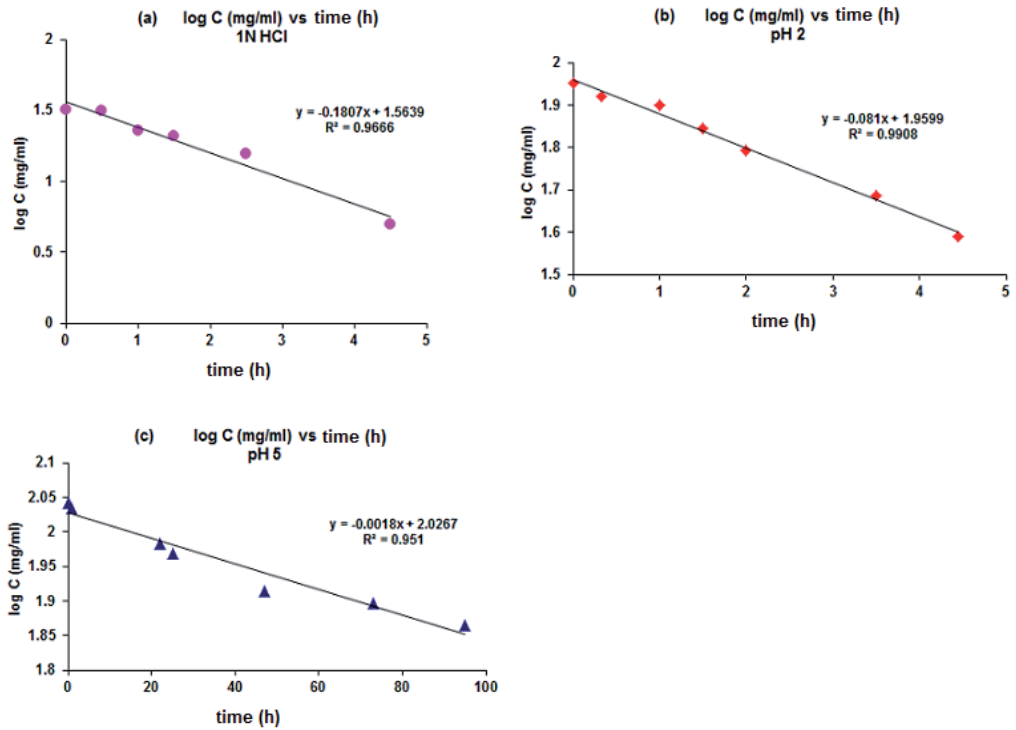 (a) log C (mg/ml) vs time (h)
1N HCl
2
1.5
1
0.5
0
log C (mg/ml)
y = -0.1807x + 1.5639
R² = 0.9666
0 1 2 3 4 5
time (h)
(b) log C (mg/ml) vs time (h)
pH 2
2
1.9
1.8
1.7
1.6
1.5
log C (mg/ml)
y = -0.081x + 1.9599
R² = 0.9908
0 1 2 3 4 5
time (h)
(c) log C (mg/ml) vs time (h)
pH 5
2.1
2.05
2
1.95
1.9
1.85
1.8
log C (mg/ml)
y = -0.0018x + 2.0267
R² = 0.951
0 20 40 60 80 100
time (h)